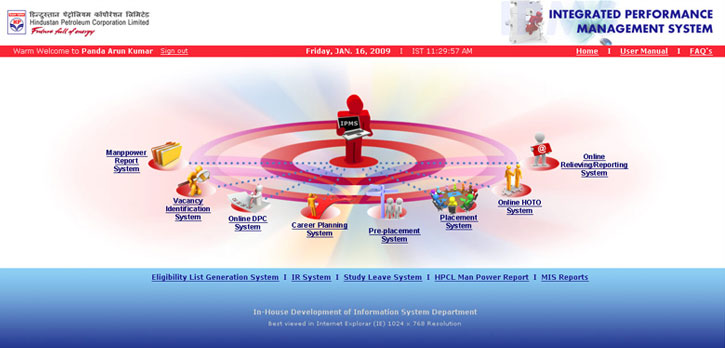 हिन्दुस्तान पेट्रोलियम कॉर्पोरेशन लिमिटेड
Hindustan Petroleum Corporation Limited
Future full of energy
INTEGRATED PERFORMANCE
MANAGEMENT SYSTEM
Warm Welcome to Panda Arun Kumar Sign out Friday, JAN. 16, 2009 I IST 11:29:57 AM Home I User Manual I FAQ's
IPMS
Manppower
Report
System
Vacancy
Identification
System
Online DPC
System
Career Planning
System
Pre-placement
System
Placement
System
Online HOTO
System
Online
Relieving/Reporting
System
Eligibility List Generation System I IR System I Study Leave System I HPCL Man Power Report I MIS Reports
In-House Development of Information System Department
Best viewed in Internet Explorar (IE) 1024 x 768 Resolution